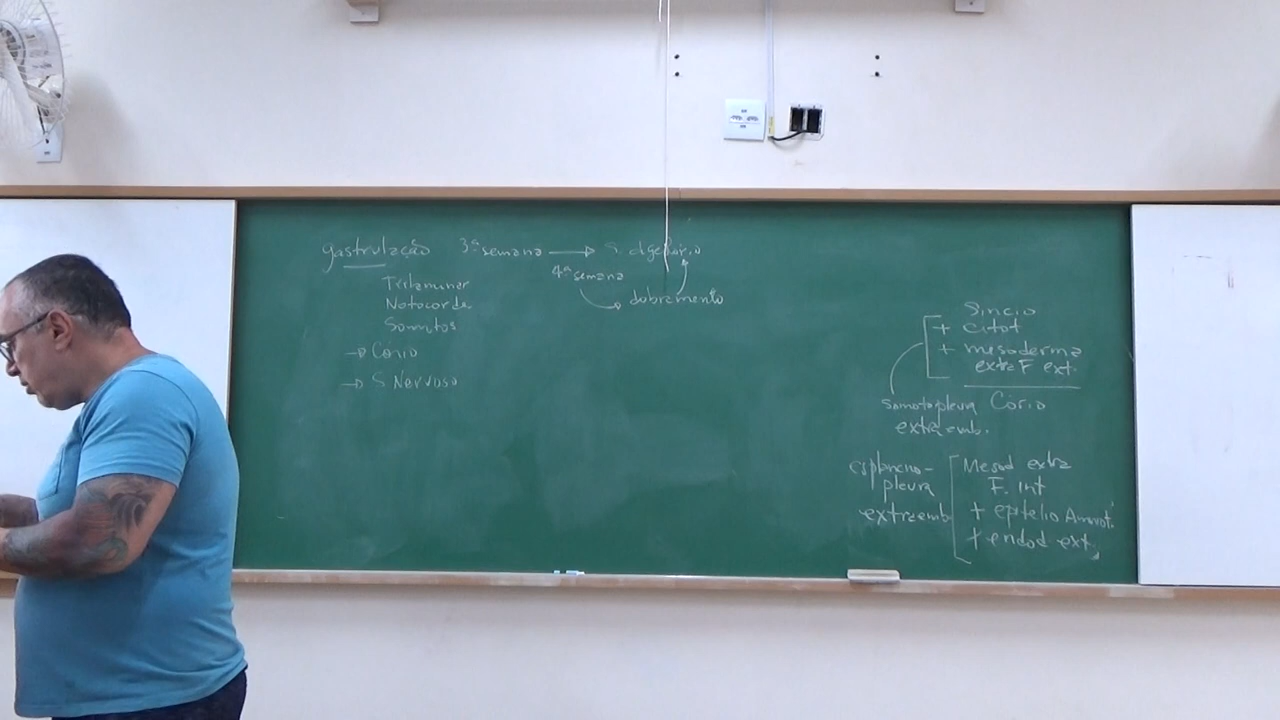 gastrulação 3ª semana → S. digestório
4ª semana
dobramento
Trilaminar
Notocorda
Somitos
→ Cório
→ S. Nervoso
Sincio
+ Citot
+ mesoderma
extra F ext.
Cório
somatopleura
extraemb.
esplancno-
pleura
extraemb
Mesod extra
F. Int
+ epitelio Amniot.
+ endod ext.